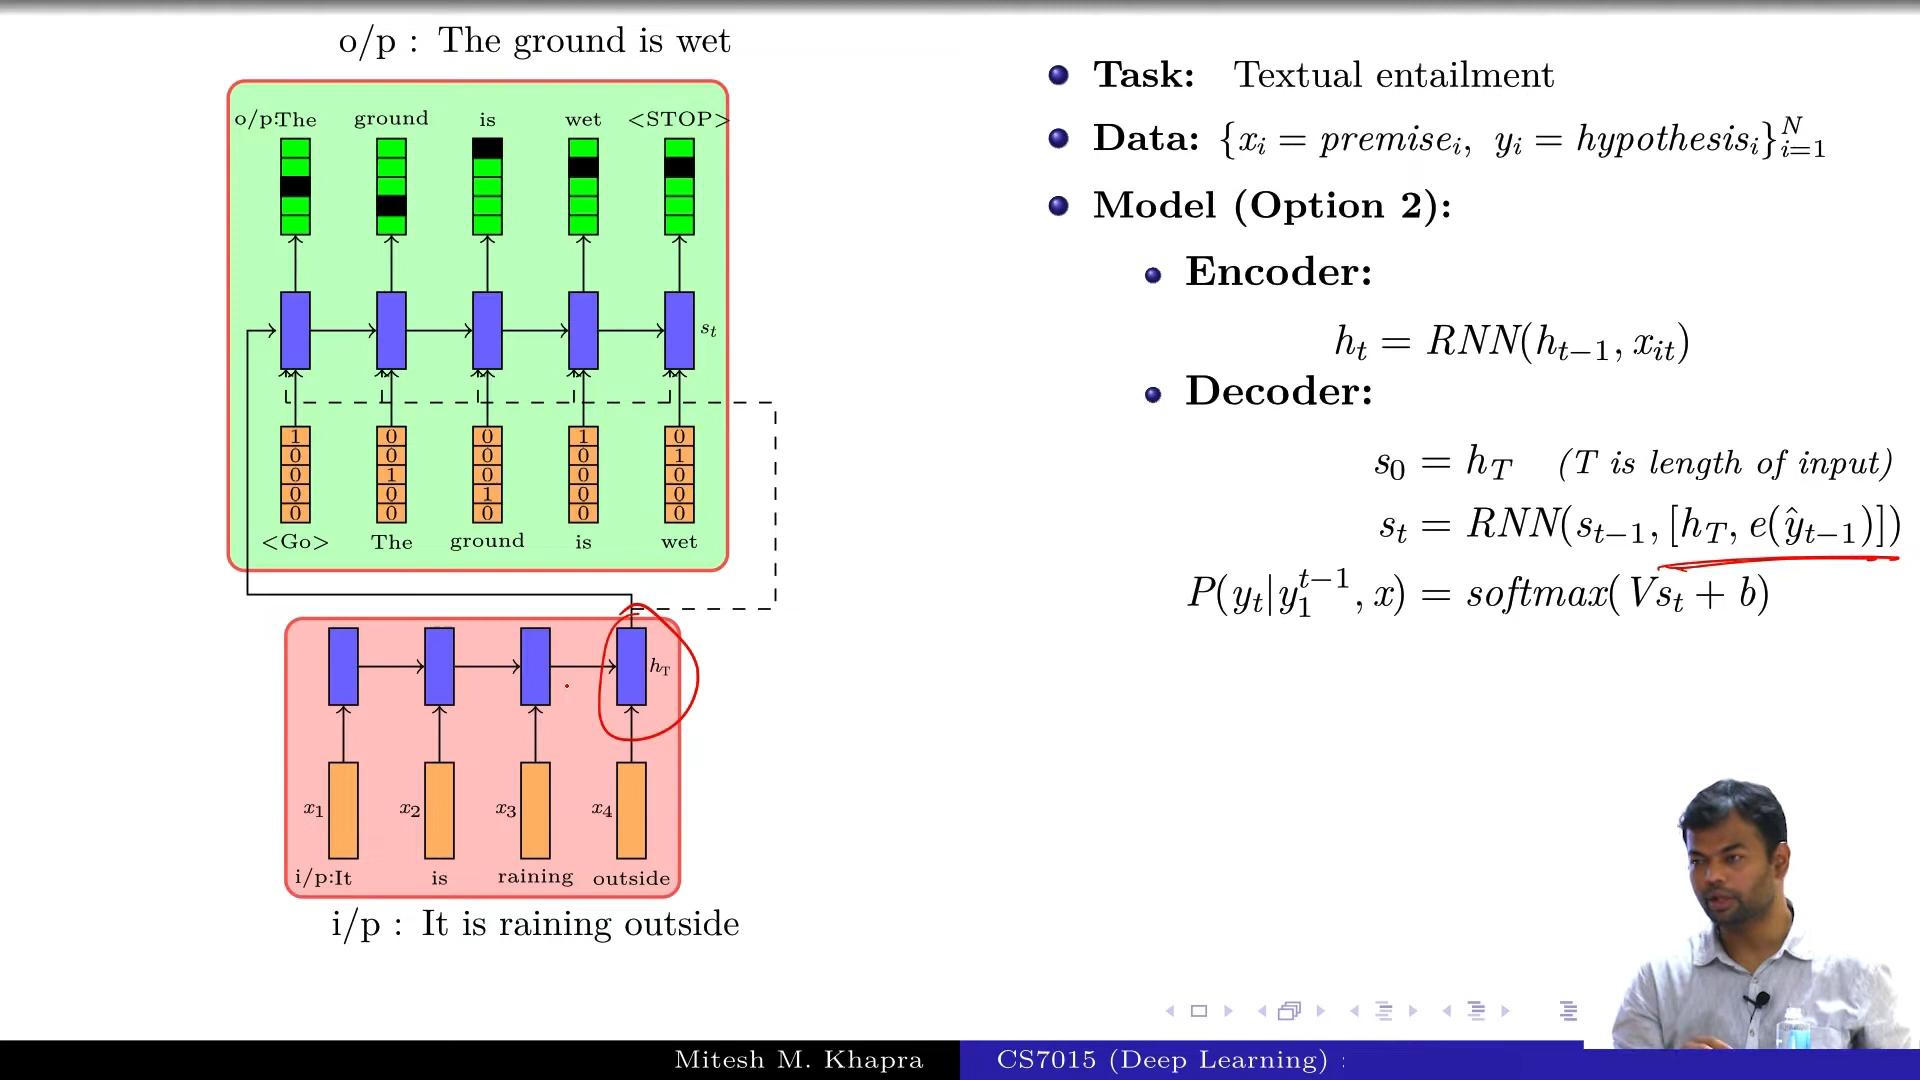 o/p : The ground is wet
o/p: The ground is wet <STOP>
s_t
1 0 0 1 0
0 0 0 0 1
0 1 0 0 0
0 0 1 0 0
0 0 0 0 0
<Go> The ground is wet
h_T
x_1 x_2 x_3 x_4
i/p: It is raining outside
i/p : It is raining outside
Task: Textual entailment
Data: {x_i = premise_i, y_i = hypothesis_i}_{i=1}^N
Model (Option 2):
Encoder:
h_t = RNN(h_{t−1}, x_{it})
Decoder:
s_0 = h_T (T is length of input)
s_t = RNN(s_{t−1}, [h_T, e(ŷ_{t−1})])
P(y_t|y_1^{t−1}, x) = softmax(Vs_t + b)
Mitesh M. Khapra CS7015 (Deep Learning) :